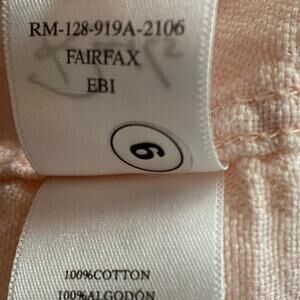 RM-128-919A-2106
FAIRFAX
EBI
6
100%COTTON
100%ALGODÓN